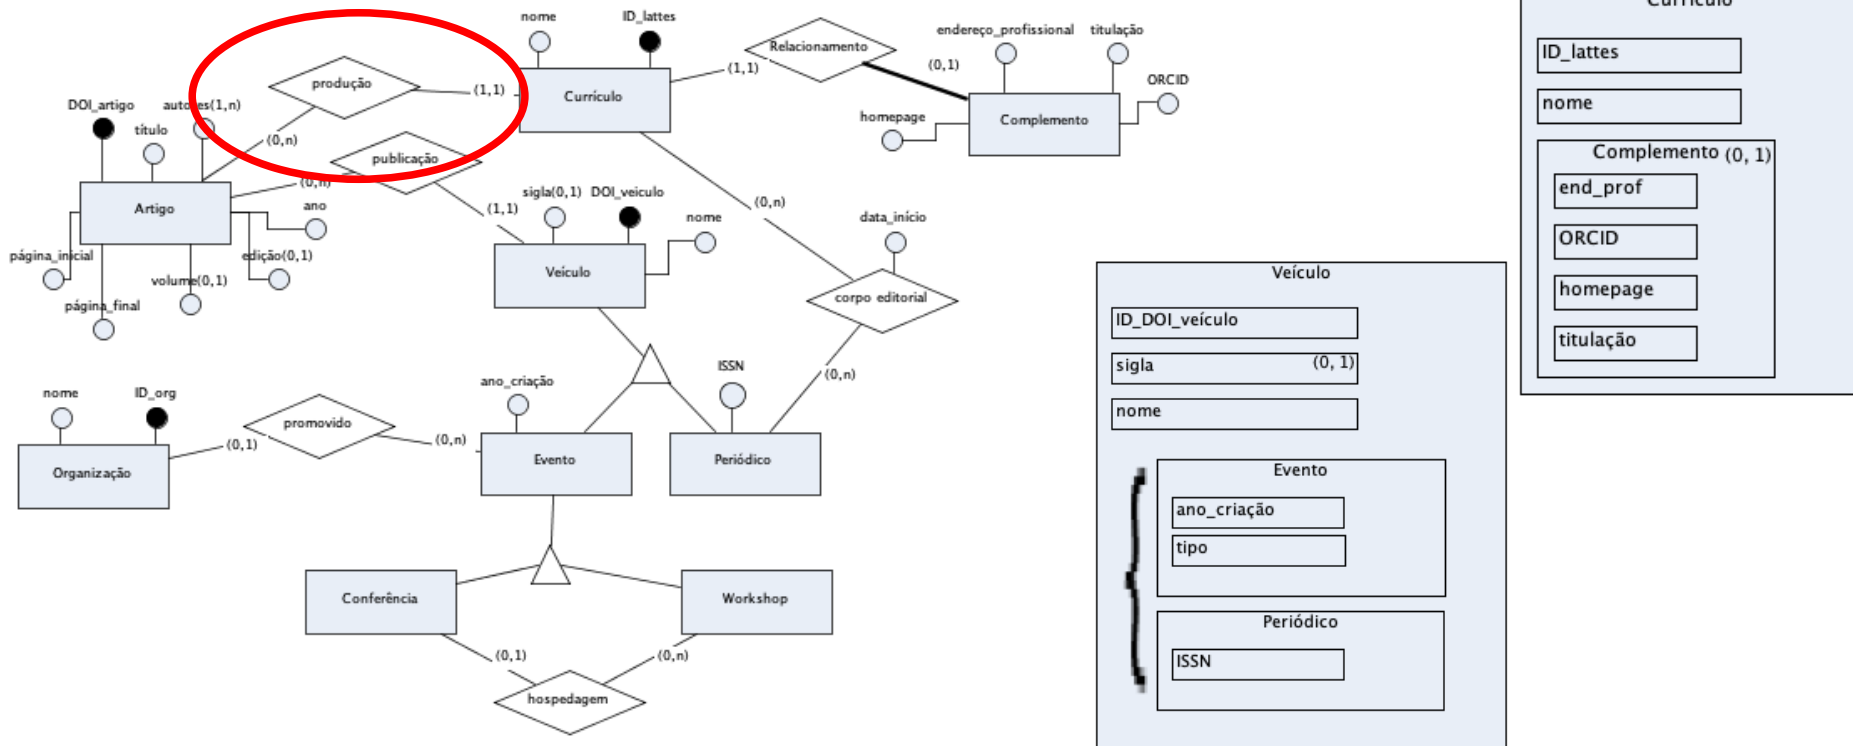 nome
ID_lattes
Relacionamento
endereço_profissional
titulação
ORCID
homepage
(0,1)
(1,1)
Complemento
produção
(1,1)
Currículo
DOI_artigo
título
autores(1,n)
(0,n)
publicação
(0,n)
(1,1)
Artigo
ano
página_inicial
página_final
volume(0,1)
edição(0,1)
sigla(0,1)
DOI_veiculo
nome
Veículo
(0,n)
data_início
corpo editorial
(0,n)
ISSN
ano_criação
nome
ID_org
promovido
(0,1)
(0,n)
Organização
Evento
Periódico
Conferência
Workshop
(0,1)
(0,n)
hospedagem
Veículo
ID_DOI_veículo
sigla (0, 1)
nome
Evento
ano_criação
tipo
Periódico
ISSN
Currículo
ID_lattes
nome
Complemento (0, 1)
end_prof
ORCID
homepage
titulação